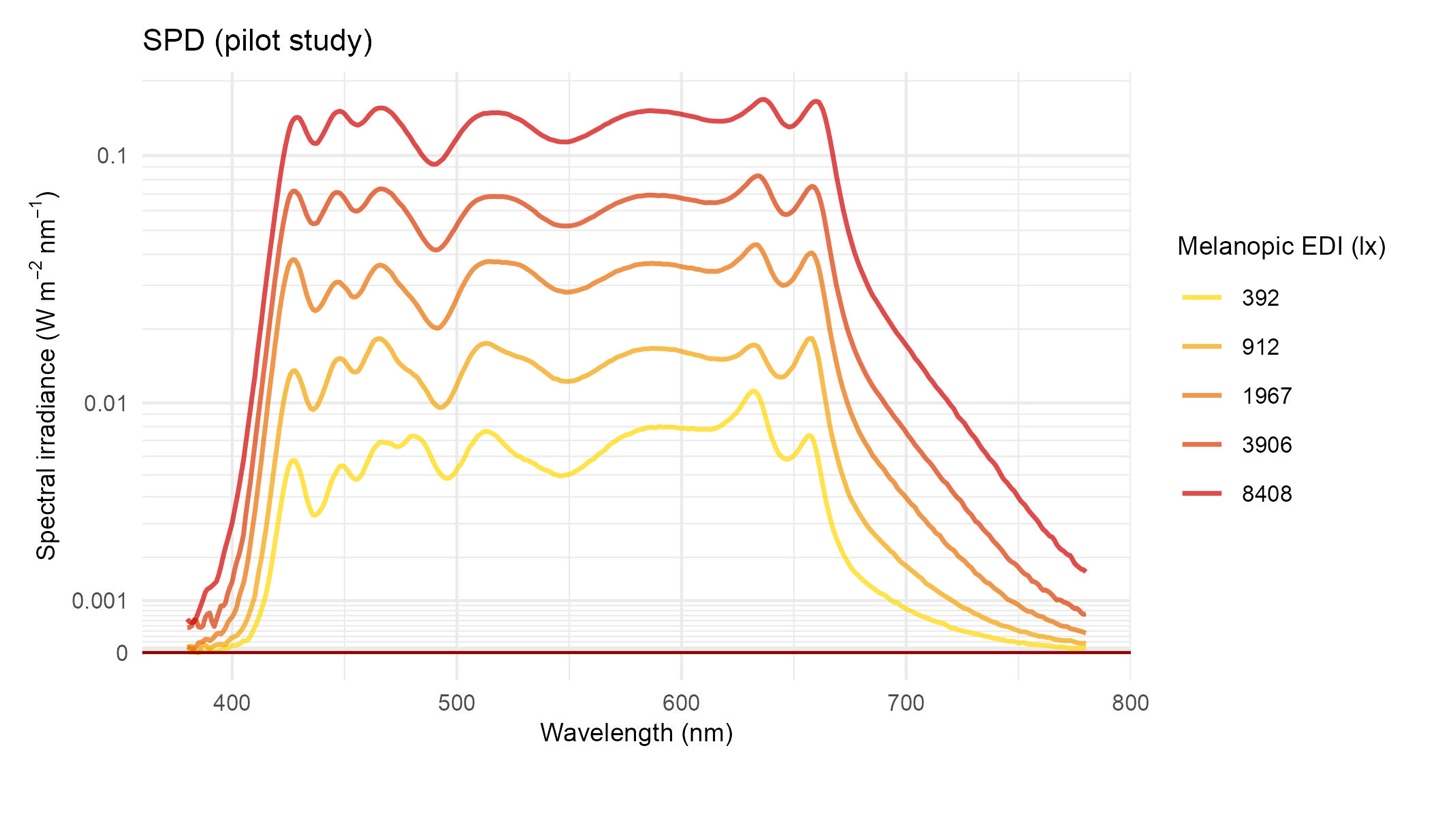 SPD (pilot study)
Spectral irradiance (W m⁻² nm⁻¹)
0.1
0.01
0.001
0
400 500 600 700 800
Wavelength (nm)
Melanopic EDI (lx)
392
912
1967
3906
8408